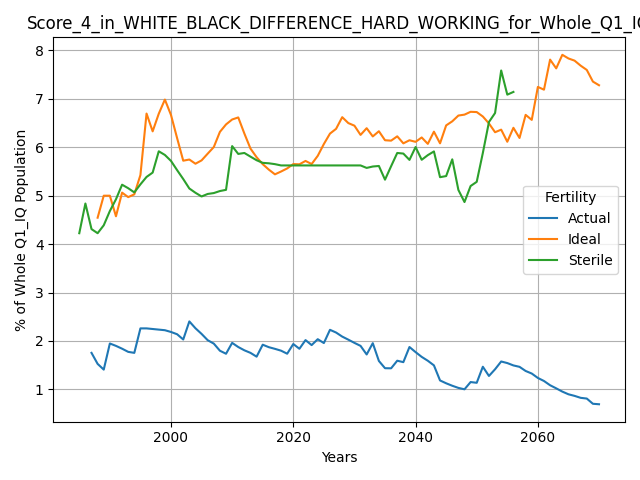 Score_4_in_WHITE_BLACK_DIFFERENCE_HARD_WORKING_for_Whole_Q1_IQ
8
7
6
5
4
3
2
1
% of Whole Q1_IQ Population
Fertility
Actual
Ideal
Sterile
2000 2020 2040 2060
Years